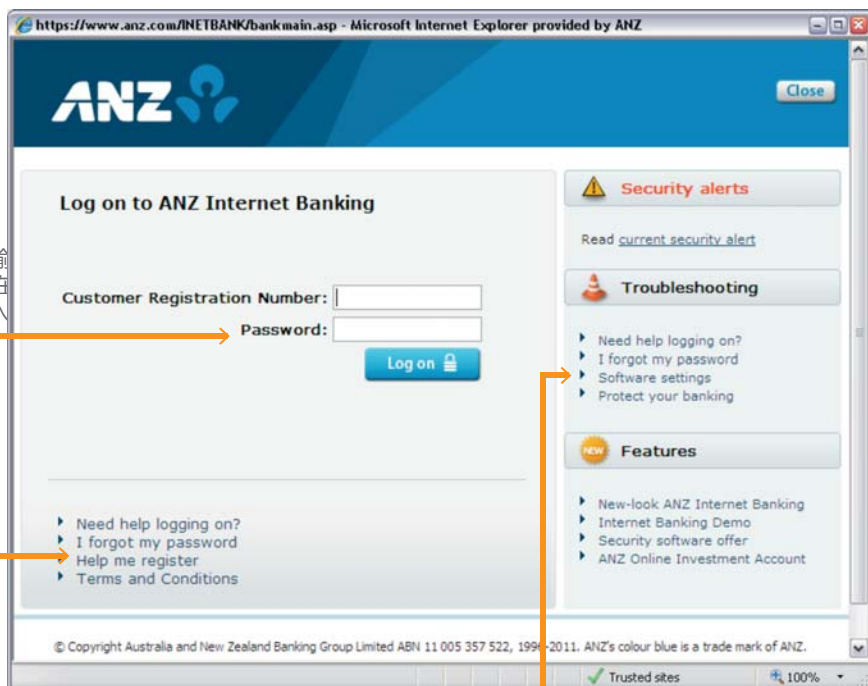 https://www.anz.com/INETBANK/bankmain.asp - Microsoft Internet Explorer provided by ANZ
ANZ
Close
Log on to ANZ Internet Banking
Customer Registration Number:
Password:
Log on
Need help logging on?
I forgot my password
Help me register
Terms and Conditions
Security alerts
Read current security alert
Troubleshooting
Need help logging on?
I forgot my password
Software settings
Protect your banking
NEW
Features
New-look ANZ Internet Banking
Internet Banking Demo
Security software offer
ANZ Online Investment Account
© Copyright Australia and New Zealand Banking Group Limited ABN 11 005 357 522, 1996-2011. ANZ's colour blue is a trade mark of ANZ.
Trusted sites
100%